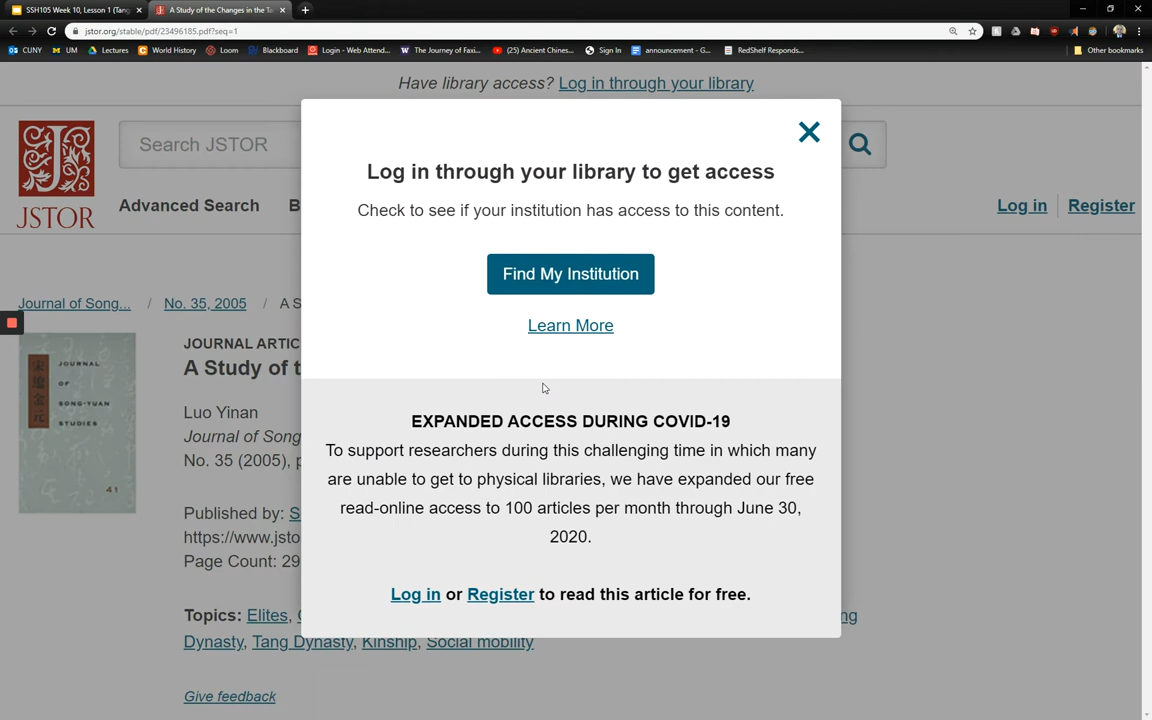 SSH105 Week 10, Lesson 1 (Tang
A Study of the Changes in the Ta
jstor.org/stable/pdf/23496185.pdf?seq=1
CUNY
UM
Lectures
World History
Loom
Blackboard
Login - Web Attend...
The Journey of Faxi...
(25) Ancient Chines...
Sign In
announcement - G...
RedShelf Respons...
Other bookmarks
Have library access? Log in through your library
JSTOR
Search JSTOR
Advanced Search
B
Log in
Register
Log in through your library to get access
Check to see if your institution has access to this content.
Find My Institution
Learn More
EXPANDED ACCESS DURING COVID-19
To support researchers during this challenging time in which many
are unable to get to physical libraries, we have expanded our free
read-online access to 100 articles per month through June 30,
2020.
Log in or Register to read this article for free.
Journal of Song... / No. 35, 2005 / A S
JOURNAL
OF
SONG-YUAN
STUDIES
41
JOURNAL ARTIC
A Study of t
Luo Yinan
Journal of Song
No. 35 (2005), p
Published by: S
https://www.jsto
Page Count: 29
Topics: Elites,
ng
Dynasty, Tang Dynasty, Kinship, Social mobility
Give feedback